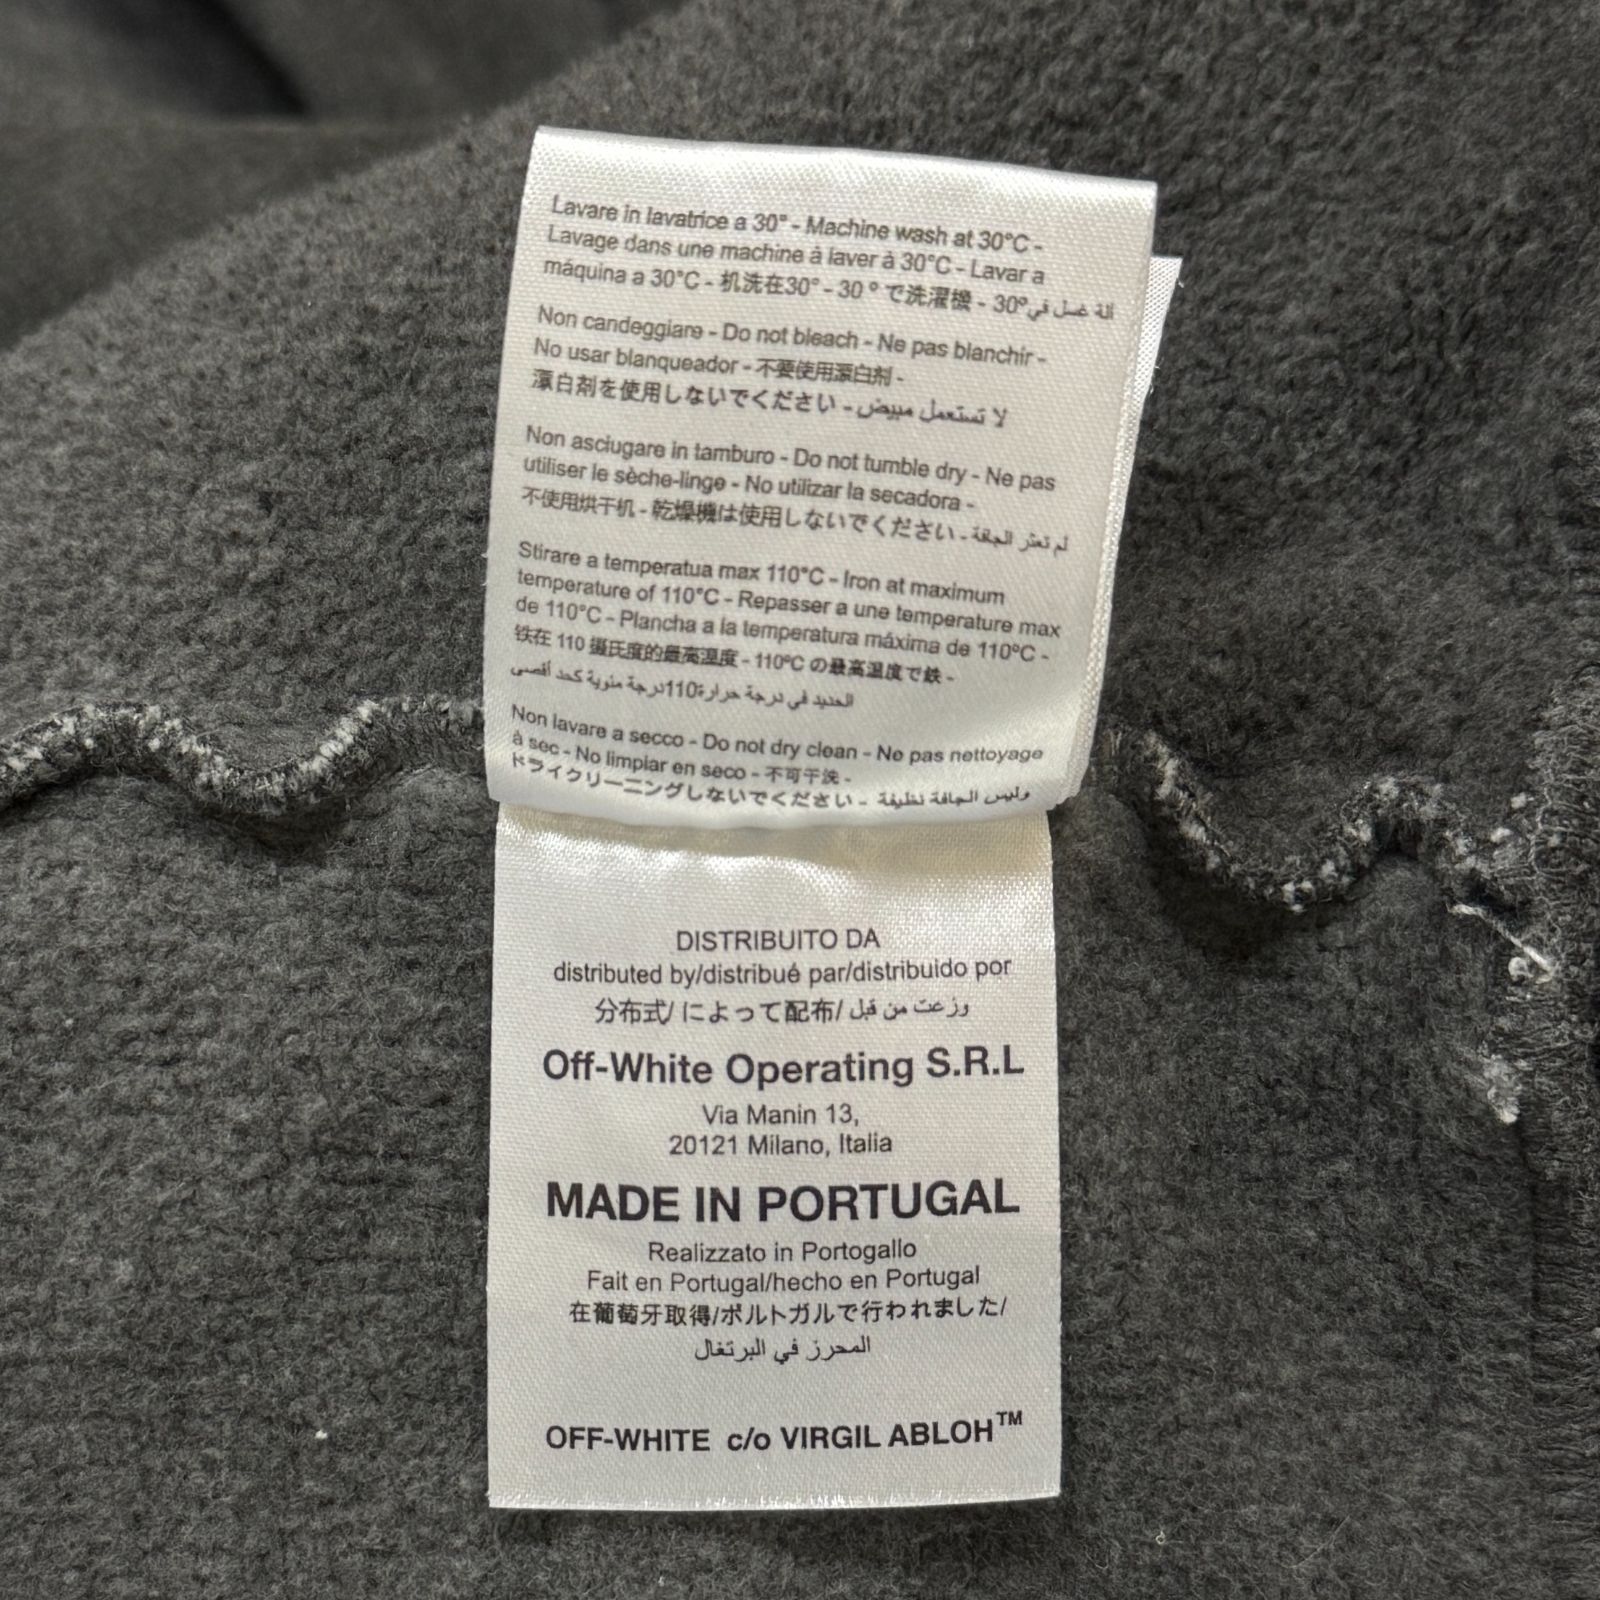 Lavare in lavatrice a 30° - Machine wash at 30°C -
Lavage dans une machine à laver à 30°C - Lavar a
máquina a 30°C - 机洗在30° - 30 ° で洗濯機 - 30º آلة غسل في
Non candeggiare - Do not bleach - Ne pas blanchir -
No usar blanqueador - 不要使用漂白剂 -
漂白剤を使用しないでください - لا تستعمل مبيض
Non asciugare in tamburo - Do not tumble dry - Ne pas
utiliser le sèche-linge - No utilizar la secadora -
不使用烘干机 - 乾燥機は使用しないでください - لم تعثر الجافة
Stirare a temperatua max 110°C - Iron at maximum
temperature of 110°C - Repasser a une temperature max
de 110°C - Plancha a la temperatura máxima de 110ºC -
铁在 110 摄氏度的最高温度 - 110ºC の最高温度で鉄 -
الحديد في درجة حرارة110درجة مئوية كحد أقصى
Non lavare a secco - Do not dry clean - Ne pas nettoyage
à sec - No limpiar en seco - 不可干洗 -
ドライクリーニングしないでください - وليس الجافة نظيفة
DISTRIBUITO DA
distributed by/distribué par/distribuido por
分布式/ によって配布/ وزعت من قبل
Off-White Operating S.R.L
Via Manin 13,
20121 Milano, Italia
MADE IN PORTUGAL
Realizzato in Portogallo
Fait en Portugal/hecho en Portugal
在葡萄牙取得/ポルトガルで行われました/
المحرز في البرتغال
OFF-WHITE c/o VIRGIL ABLOH™